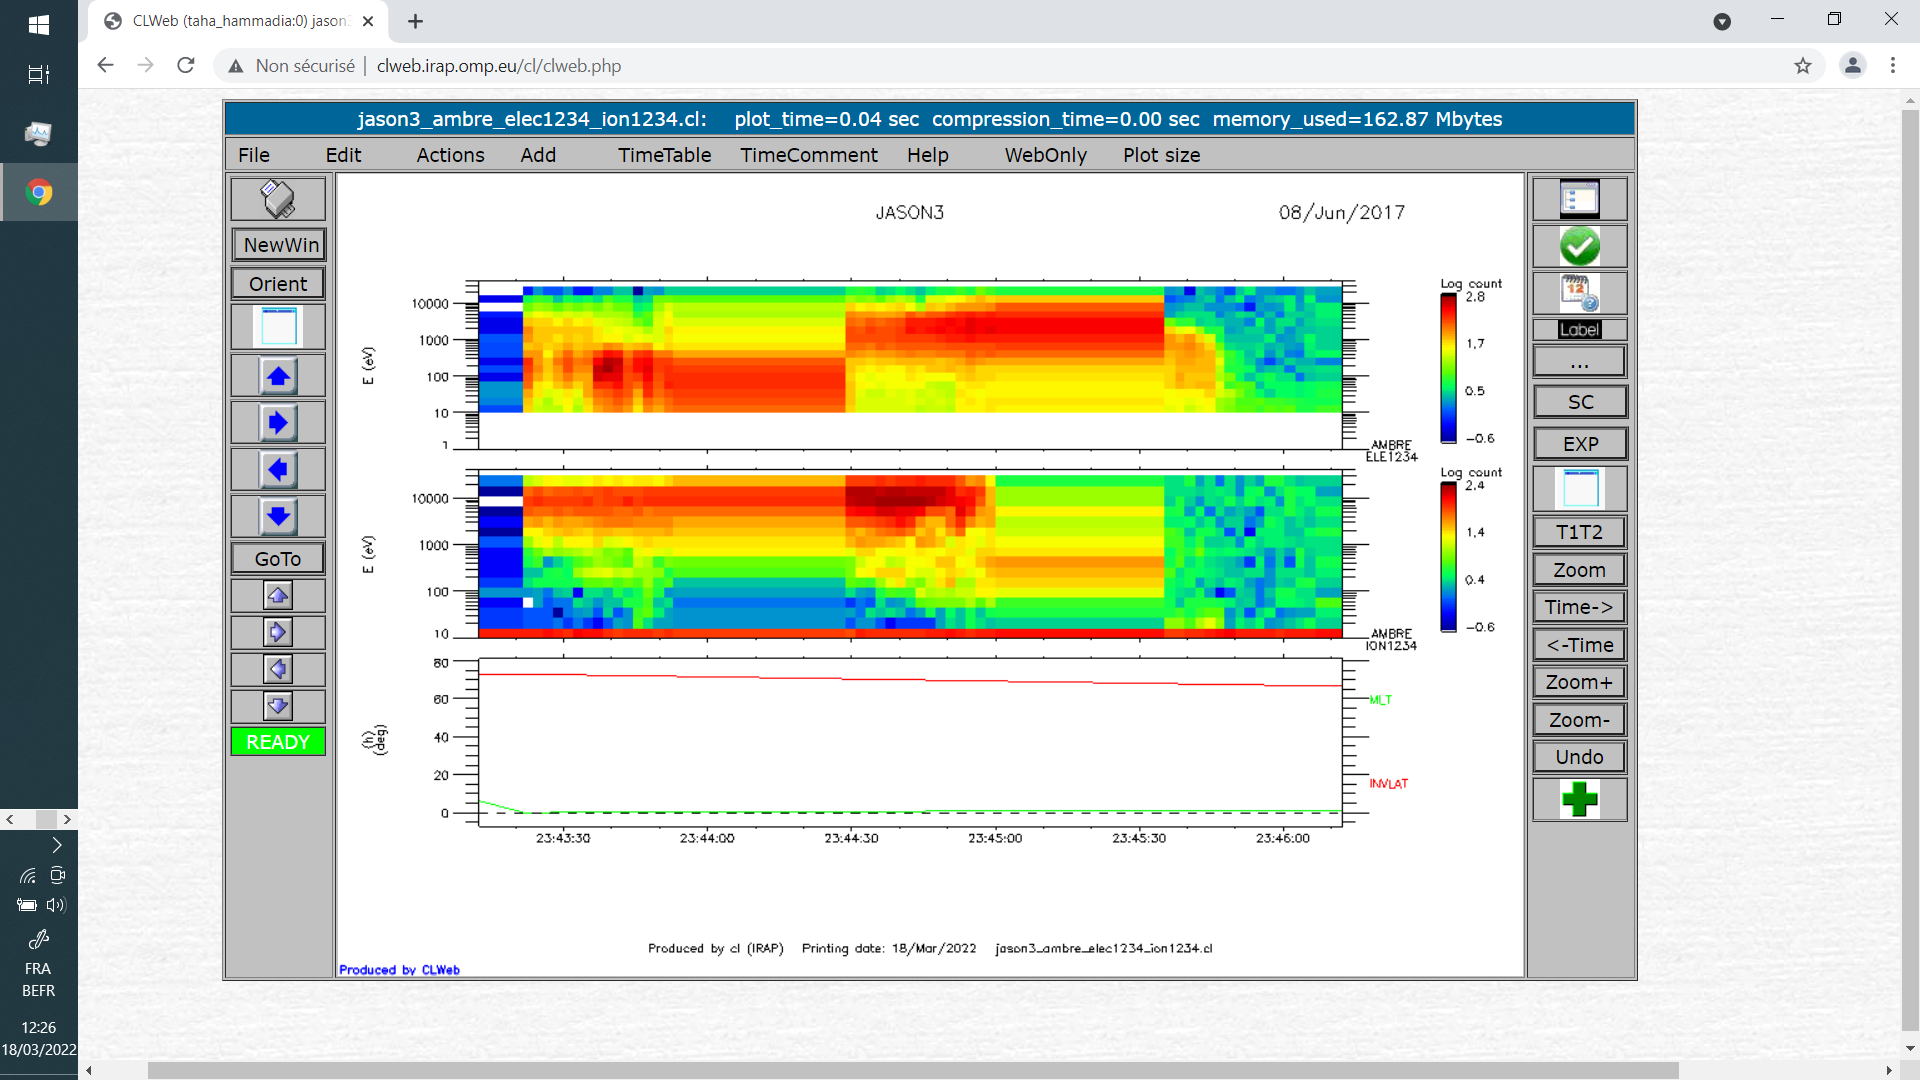 CLWeb (taha_hammadia:0) jason3
Non sécurisé | clweb.irap.omp.eu/cl/clweb.php
jason3_ambre_elec1234_ion1234.cl: plot_time=0.04 sec compression_time=0.00 sec memory_used=162.87 Mbytes
File Edit Actions Add TimeTable TimeComment Help WebOnly Plot size
NewWin
Orient
GoTo
READY
JASON3 08/Jun/2017
E (eV)
10000
1000
100
10
1
Log count
2.8
1.7
0.5
-0.6
AMBRE
ELE1234
E (eV)
10000
1000
100
10
Log count
2.4
1.4
0.4
-0.6
AMBRE
ION1234
(h)
(deg)
80
60
40
20
0
MLT
INVLAT
23:43:30 23:44:00 23:44:30 23:45:00 23:45:30 23:46:00
Produced by cl (IRAP) Printing date: 18/Mar/2022 jason3_ambre_elec1234_ion1234.cl
Produced by CLWeb
12
Label
...
SC
EXP
T1T2
Zoom
Time->
<-Time
Zoom+
Zoom-
Undo
FRA
BEFR
12:26
18/03/2022